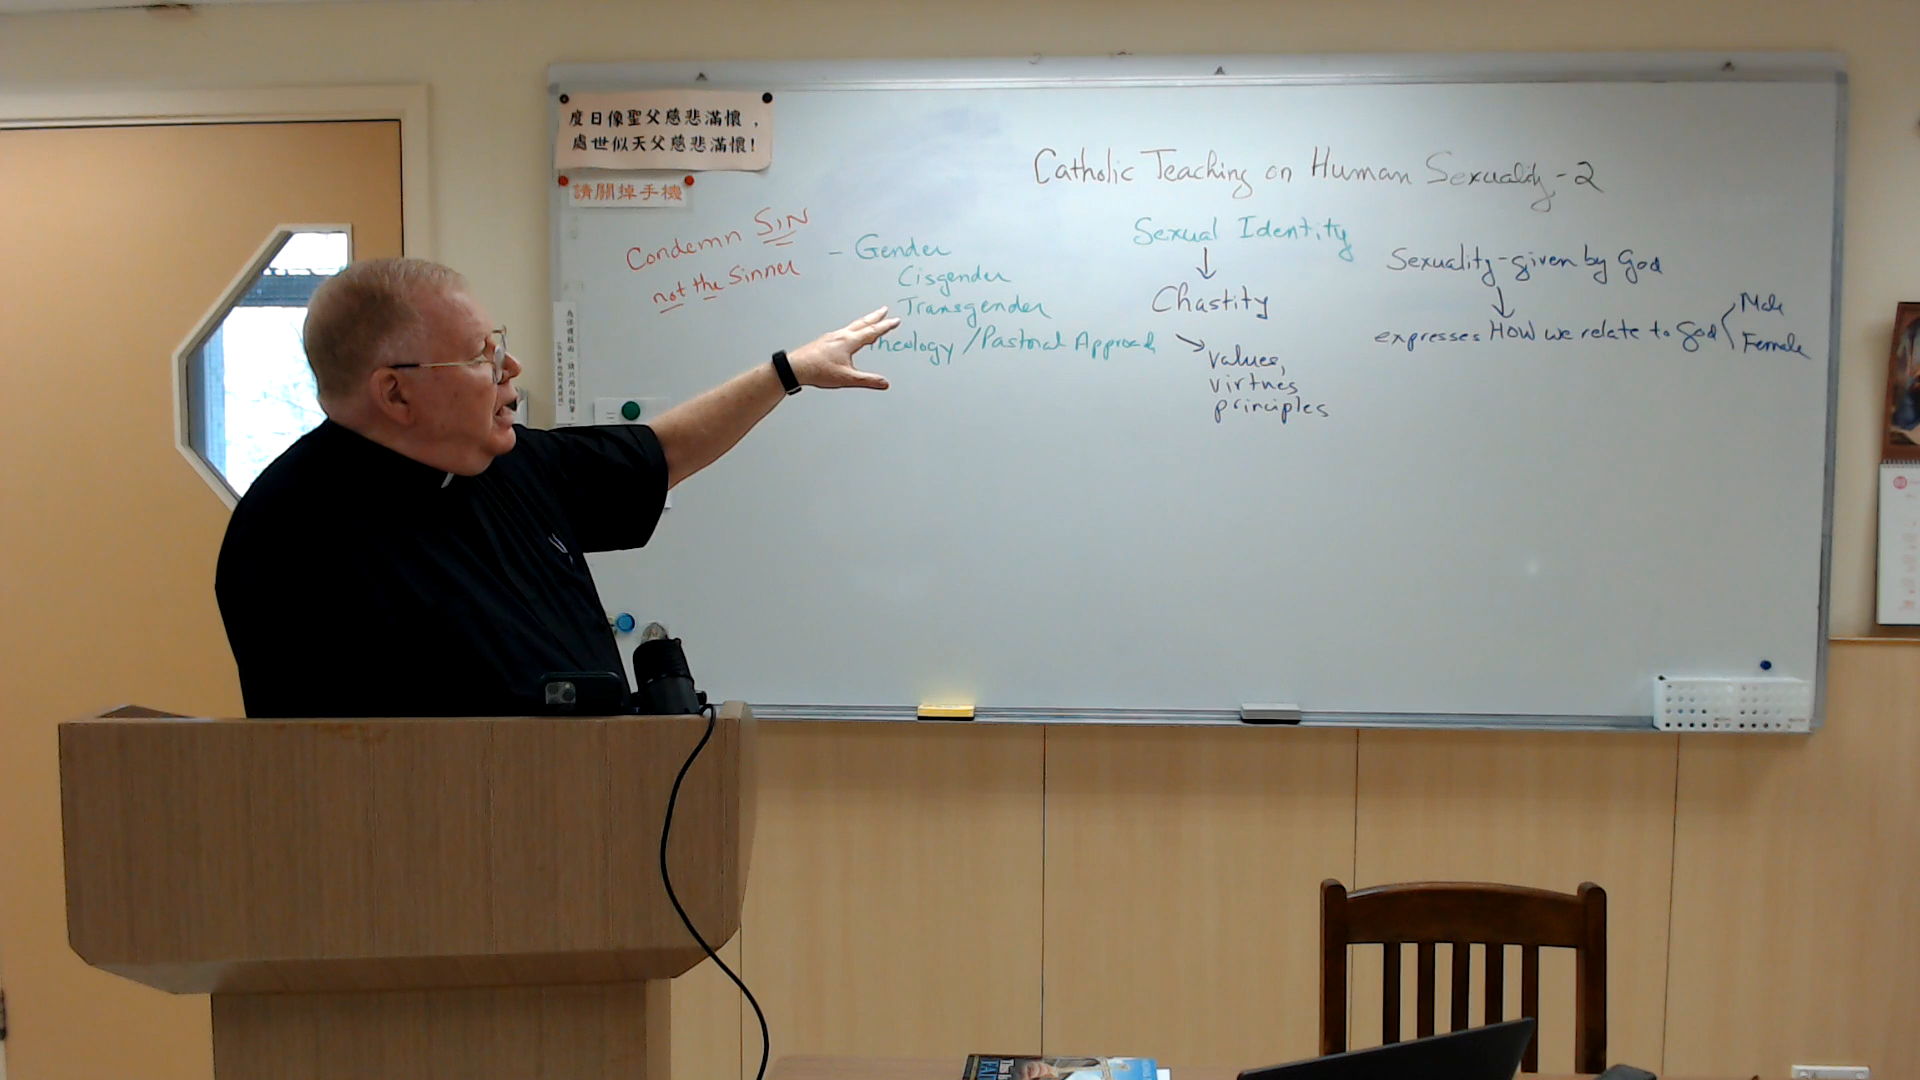 度日像聖父慈悲滿懷，
處世似天父慈悲滿懷！
請關掉手機
Condemn SIN
not the Sinner
- Gender
Cisgender
Transgender
Theology / Pastoral Approach
Catholic Teaching on Human Sexuality - 2
Sexual Identity
Chastity
values,
virtues
principles
Sexuality - given by God
expresses How we relate to God
Male
Female